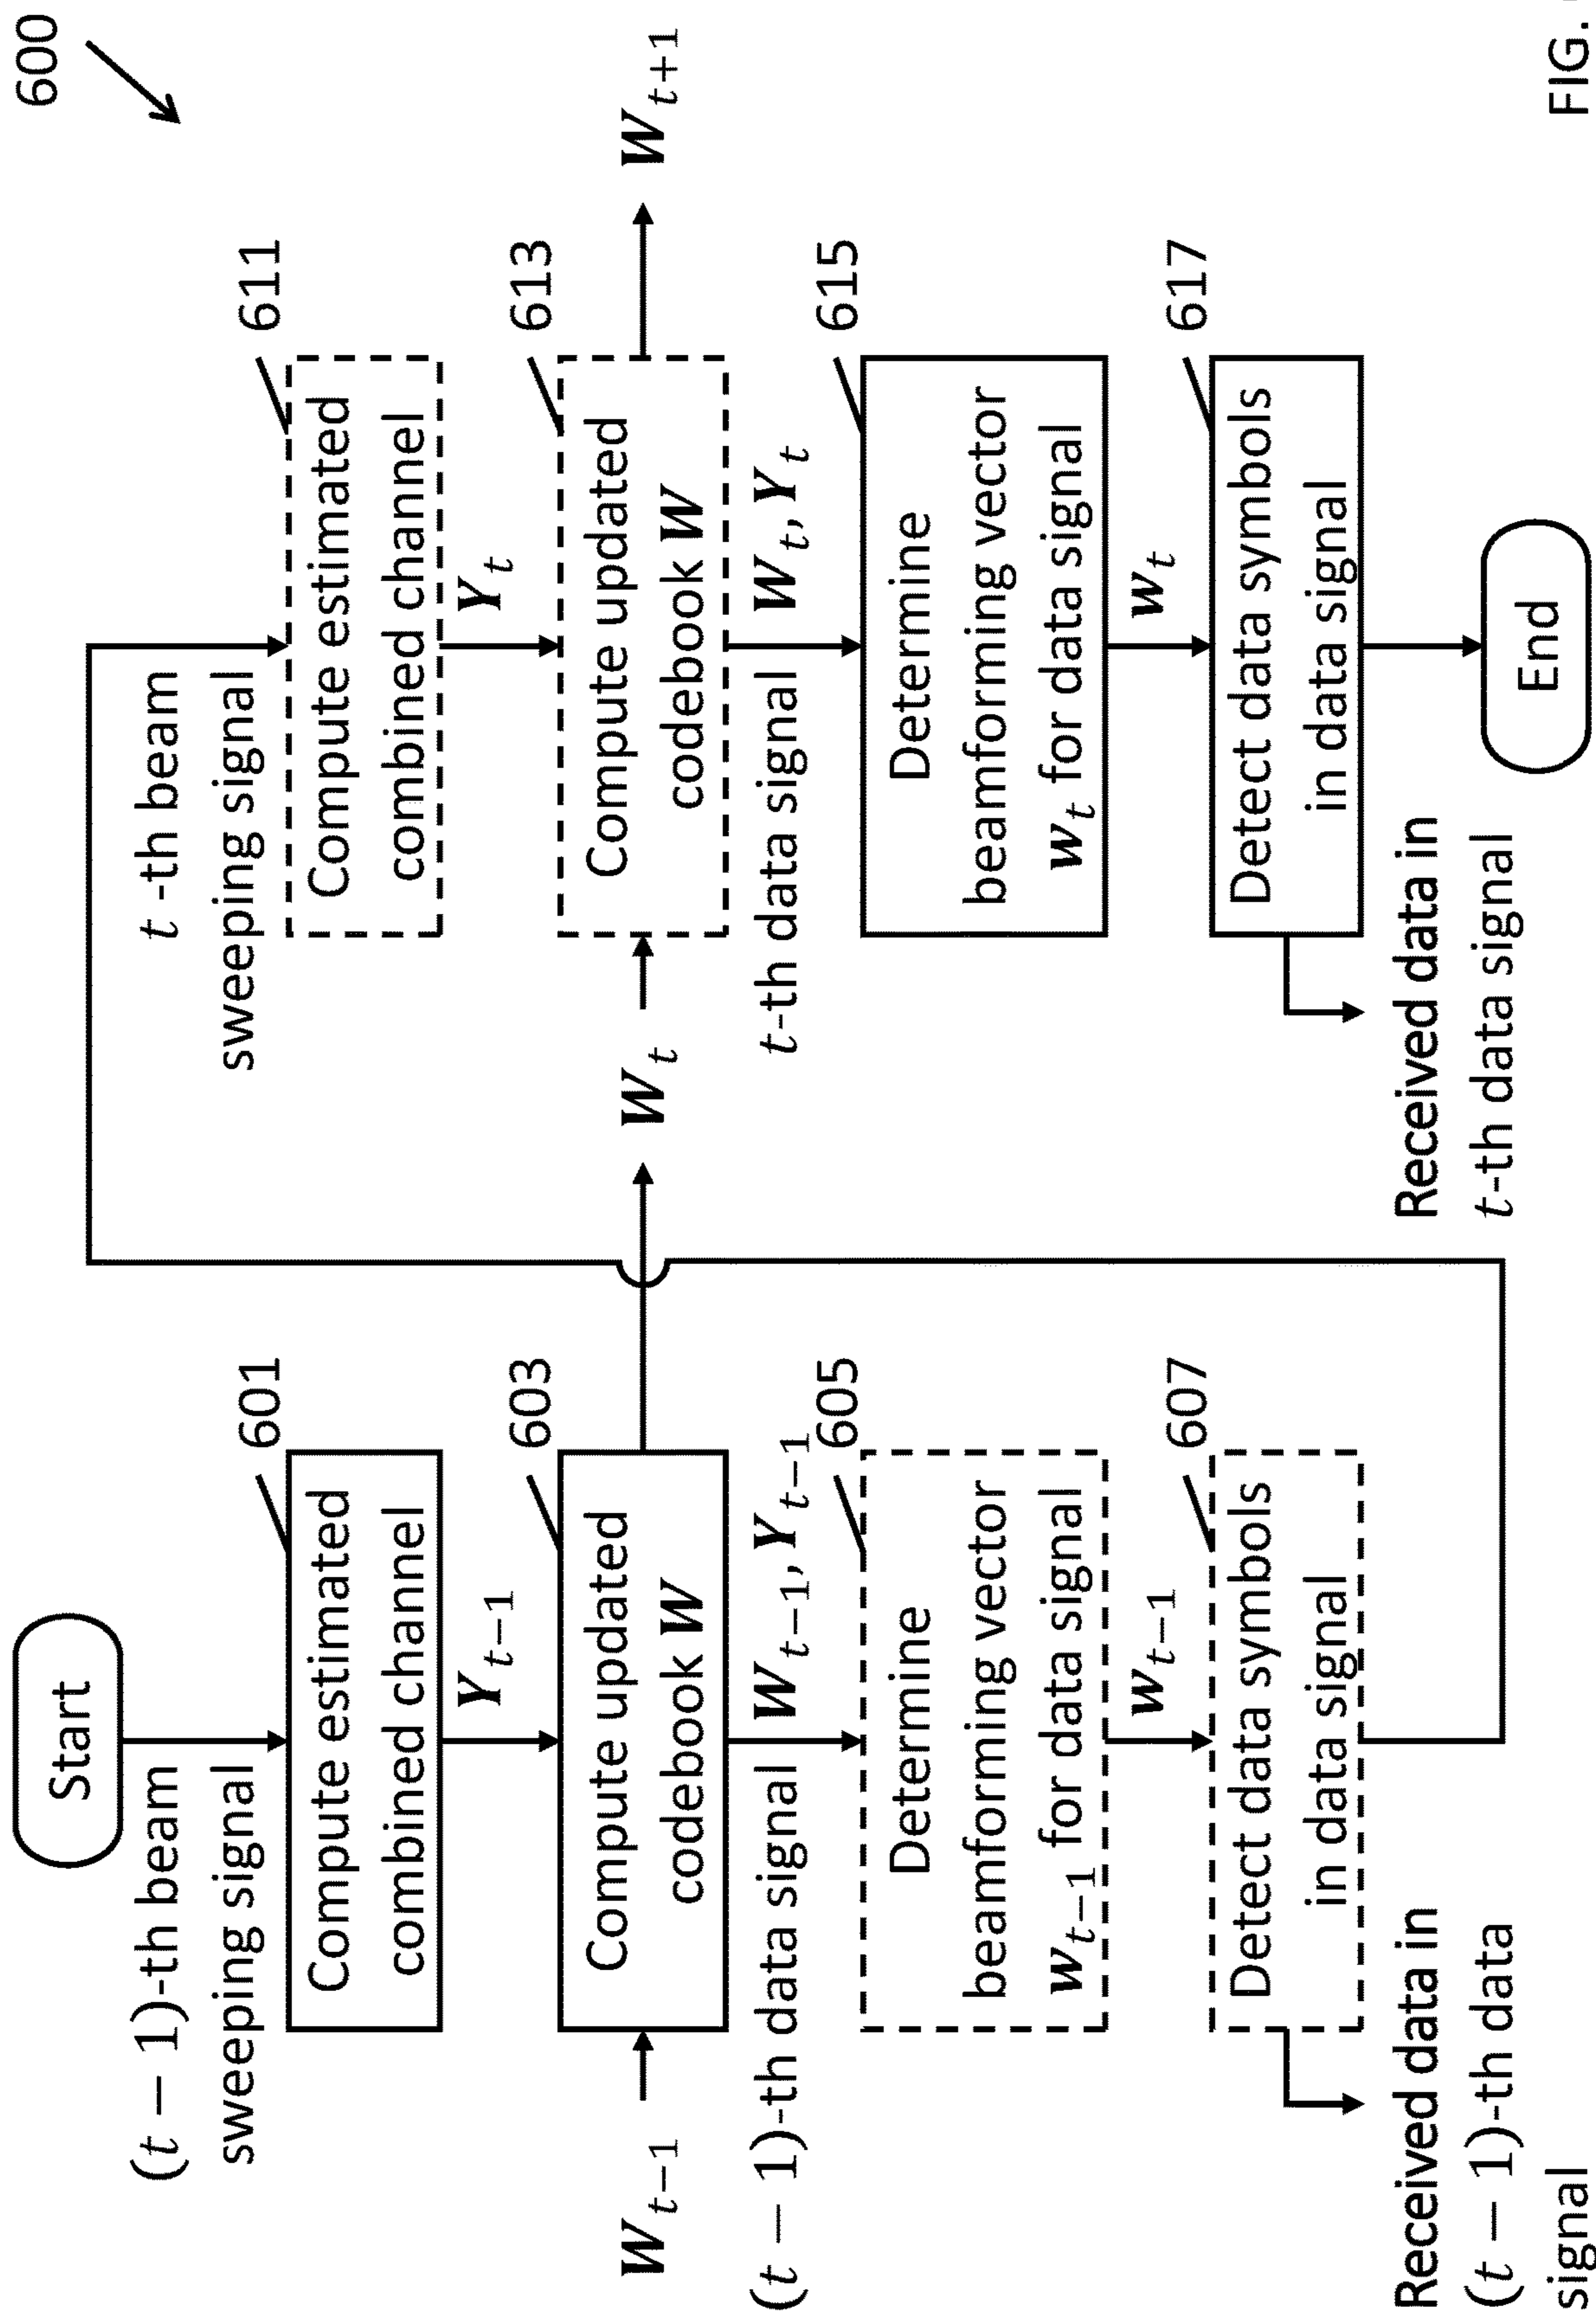 600
Start
(t − 1)-th beam
sweeping signal
601
Compute estimated
combined channel
Y_{t−1}
603
W_{t−1}
Compute updated
codebook W
W_t
(t − 1)-th data signal
W_{t−1}, Y_{t−1}
605
Determine
beamforming vector
w_{t−1} for data signal
w_{t−1}
607
Detect data symbols
in data signal
Received data in
(t − 1)-th data
signal
t -th beam
sweeping signal
611
Compute estimated
combined channel
Y_t
613
Compute updated
codebook W
W_{t+1}
t-th data signal
W_t, Y_t
615
Determine
beamforming vector
w_t for data signal
w_t
617
Detect data symbols
in data signal
Received data in
t-th data signal
End
FIG.